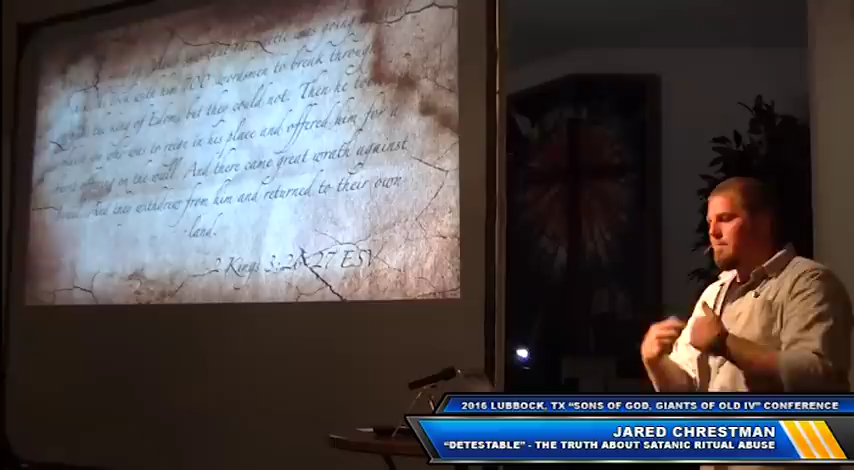 was going
took with him 700 swordsmen to break through
the king of Edom, but they could not. Then he took
who was to reign in his place and offered him for a
offering on the wall. And there came great wrath against
they withdrew from him and returned to their own
land.
2 Kings 3:26-27 ESV
2016 LUBBOCK, TX "SONS OF GOD, GIANTS OF OLD IV" CONFERENCE
JARED CHRESTMAN
"DETESTABLE" - THE TRUTH ABOUT SATANIC RITUAL ABUSE